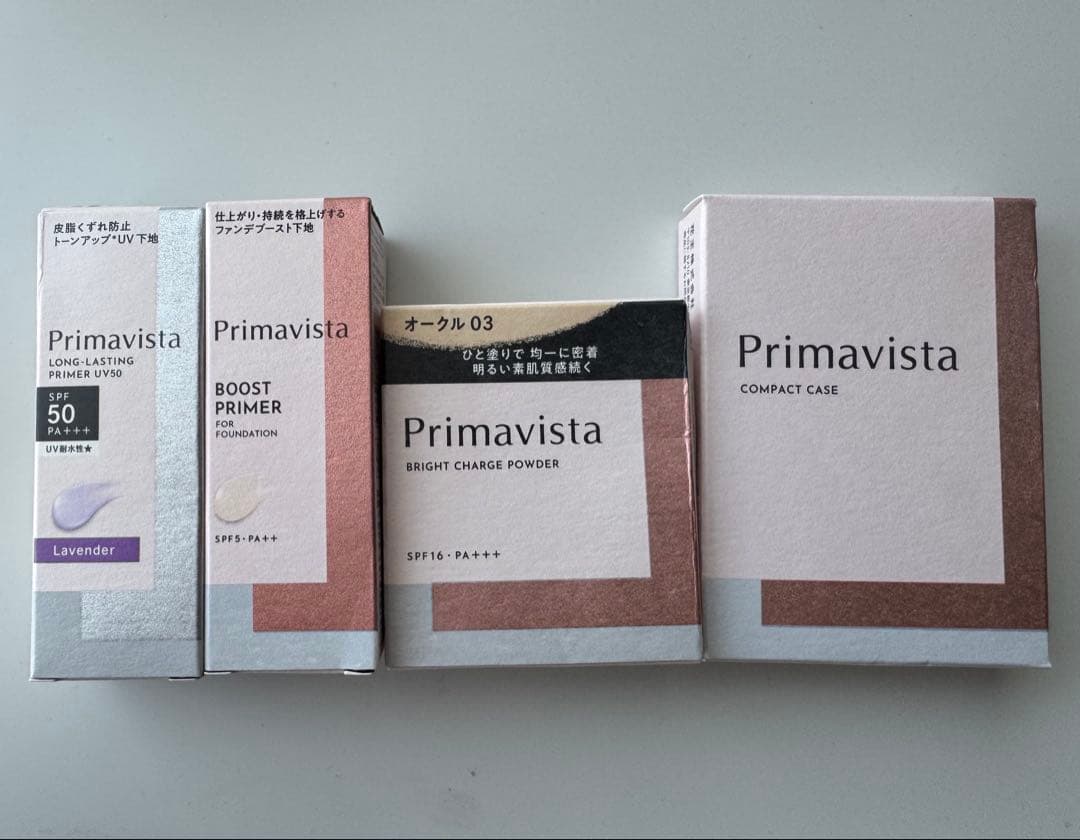 皮脂くずれ防止
トーンアップ*UV下地
Primavista
LONG-LASTING
PRIMER UV50
SPF
50
PA+++
UV耐水性★
Lavender
仕上がり・持続を格上げする
ファンデブースト下地
Primavista
BOOST
PRIMER
FOR
FOUNDATION
SPF5・PA++
オークル 03
ひと塗りで 均一に密着
明るい素肌質感続く
Primavista
BRIGHT CHARGE POWDER
SPF16・PA+++
Primavista
COMPACT CASE